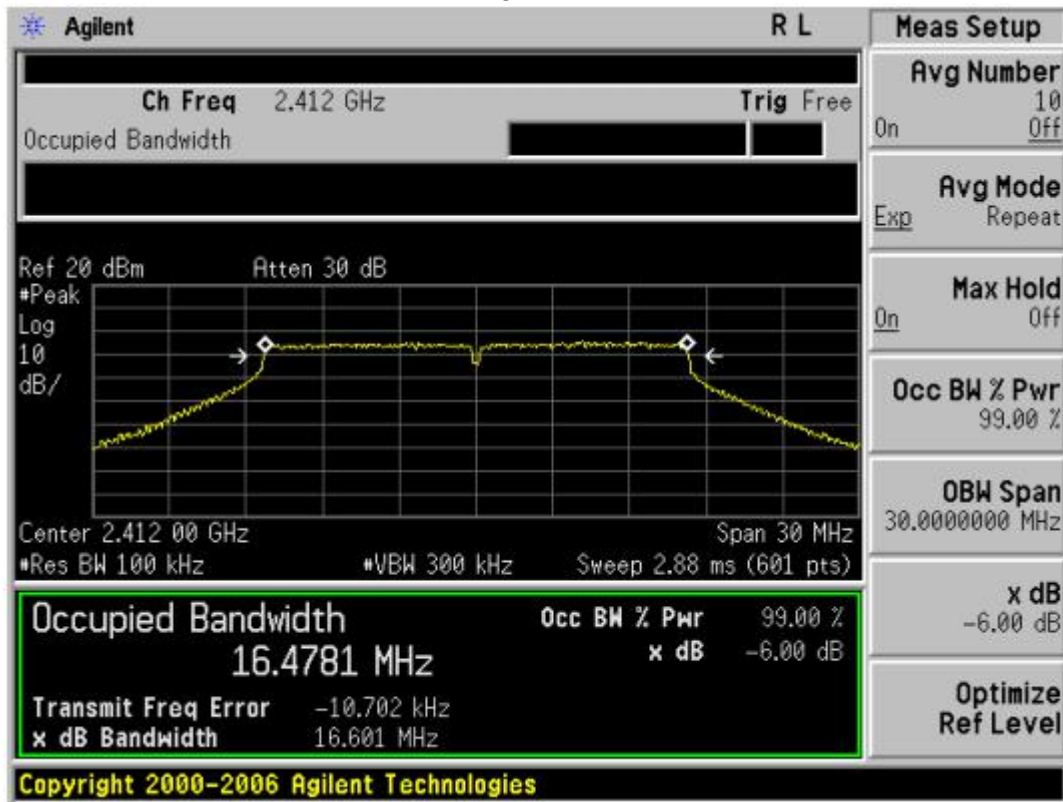 Agilent R L
Ch Freq 2.412 GHz Trig Free
Occupied Bandwidth
Ref 20 dBm Atten 30 dB
#Peak
Log
10
dB/
Center 2.412 00 GHz Span 30 MHz
#Res BW 100 kHz #VBW 300 kHz Sweep 2.88 ms (601 pts)
Occupied Bandwidth Occ BW % Pwr 99.00 %
16.4781 MHz x dB -6.00 dB
Transmit Freq Error -10.702 kHz
x dB Bandwidth 16.601 MHz
Copyright 2000-2006 Agilent Technologies
Meas Setup
Avg Number
10
On Off
Avg Mode
Exp Repeat
Max Hold
On Off
Occ BW % Pwr
99.00 %
OBW Span
30.0000000 MHz
x dB
-6.00 dB
Optimize
Ref Level